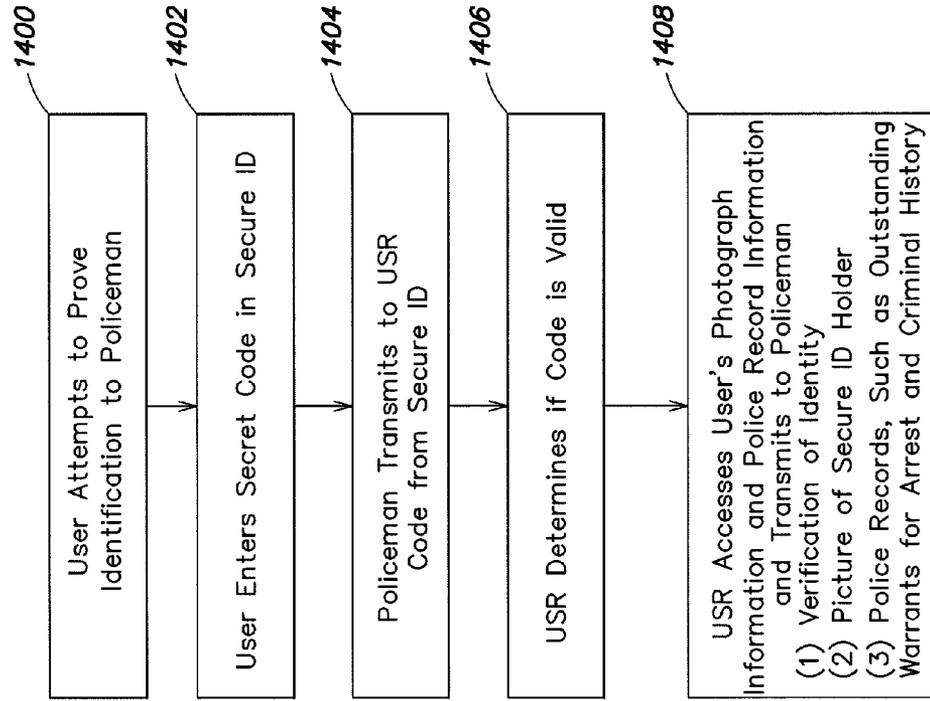 1400
User Attempts to Prove
Identification to Policeman
1402
User Enters Secret Code in Secure ID
1404
Policeman Transmits to USR
Code from Secure ID
1406
USR Determines if Code is Valid
1408
USR Accesses User's Photograph
Information and Police Record Information
and Transmits to Policeman
(1) Verification of Identity
(2) Picture of Secure ID Holder
(3) Police Records, Such as Outstanding
Warrants for Arrest and Criminal History